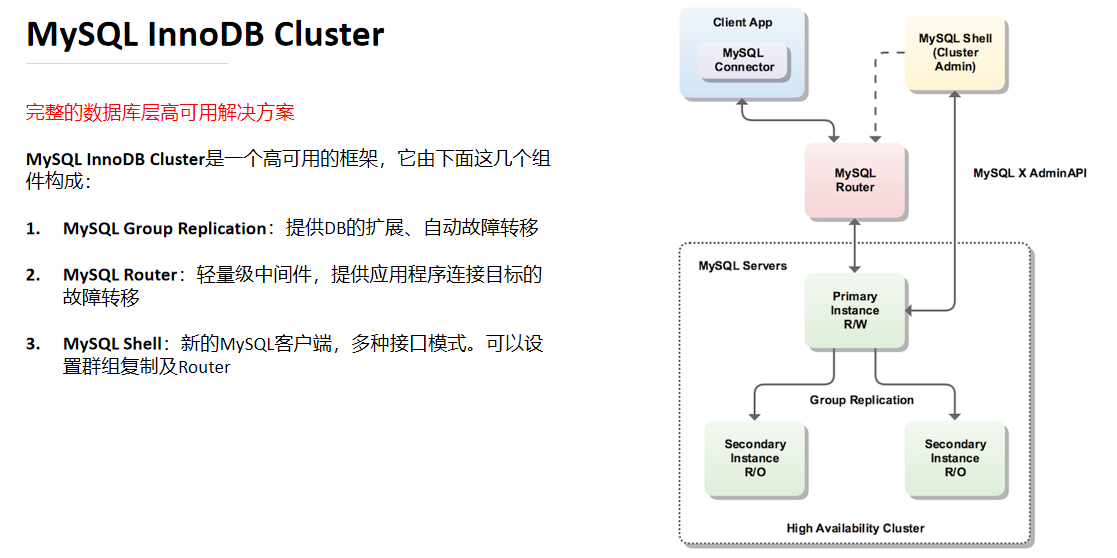 MySQL InnoDB Cluster
完整的数据库层高可用解决方案
MySQL InnoDB Cluster是一个高可用的框架，它由下面这几个组
件构成：
1. MySQL Group Replication：提供DB的扩展、自动故障转移
2. MySQL Router：轻量级中间件，提供应用程序连接目标的
故障转移
3. MySQL Shell：新的MySQL客户端，多种接口模式。可以设
置群组复制及Router
Client App
MySQL
Connector
MySQL Shell
(Cluster
Admin)
MySQL
Router
MySQL X AdminAPI
MySQL Servers
Primary
Instance
R/W
Group Replication
Secondary
Instance
R/O
Secondary
Instance
R/O
High Availability Cluster